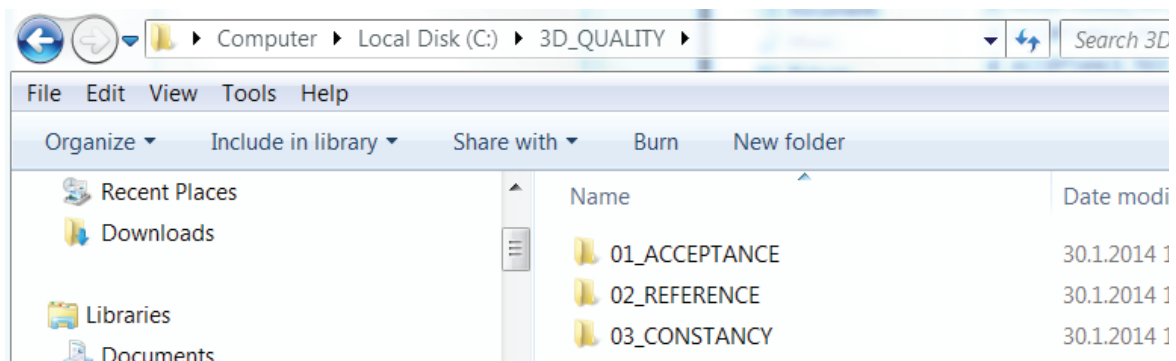 Computer Local Disk (C:) 3D_QUALITY Search 3D
File Edit View Tools Help
Organize Include in library Share with Burn New folder
Recent Places
Downloads
Libraries
Documents
Name Date modi
01_ACCEPTANCE 30.1.2014 1
02_REFERENCE 30.1.2014 1
03_CONSTANCY 30.1.2014 1